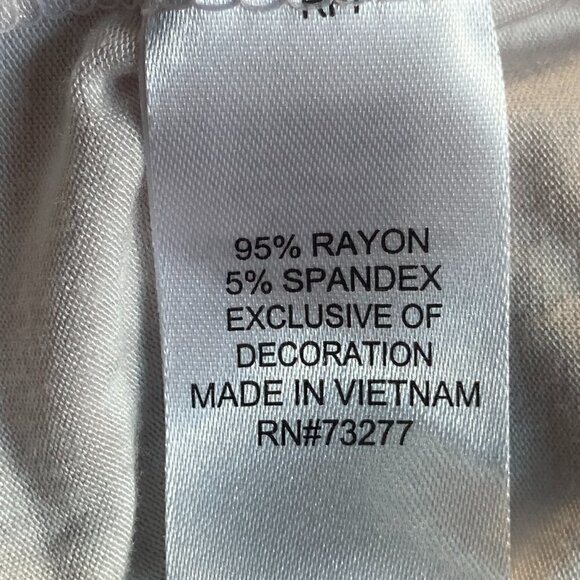 95% RAYON
5% SPANDEX
EXCLUSIVE OF
DECORATION
MADE IN VIETNAM
RN#73277